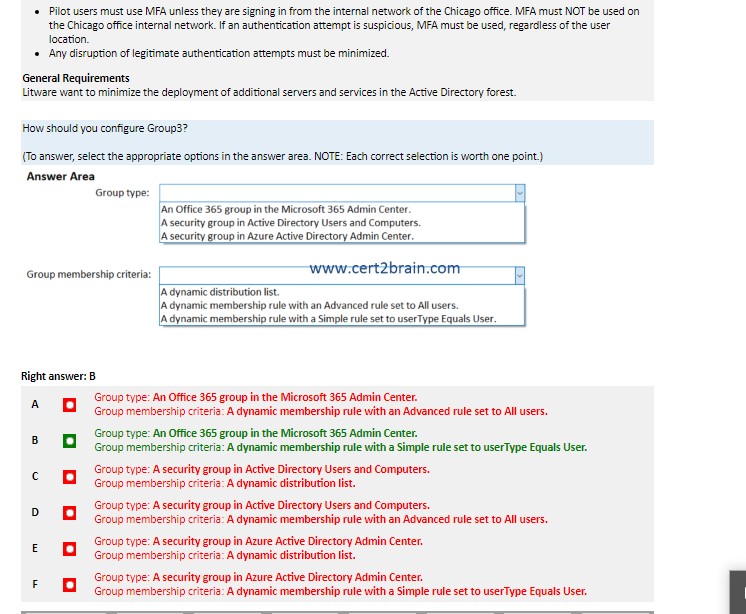 • Pilot users must use MFA unless they are signing in from the internal network of the Chicago office. MFA must NOT be used on
the Chicago office internal network. If an authentication attempt is suspicious, MFA must be used, regardless of the user
location.
• Any disruption of legitimate authentication attempts must be minimized.
General Requirements
Litware want to minimize the deployment of additional servers and services in the Active Directory forest.
How should you configure Group3?
(To answer, select the appropriate options in the answer area. NOTE: Each correct selection is worth one point.)
Answer Area
Group type:
An Office 365 group in the Microsoft 365 Admin Center.
A security group in Active Directory Users and Computers.
A security group in Azure Active Directory Admin Center.
www.cert2brain.com
Group membership criteria:
A dynamic distribution list.
A dynamic membership rule with an Advanced rule set to All users.
A dynamic membership rule with a Simple rule set to userType Equals User.
Right answer: B
A
Group type: An Office 365 group in the Microsoft 365 Admin Center.
Group membership criteria: A dynamic membership rule with an Advanced rule set to All users.
B
Group type: An Office 365 group in the Microsoft 365 Admin Center.
Group membership criteria: A dynamic membership rule with a Simple rule set to userType Equals User.
C
Group type: A security group in Active Directory Users and Computers.
Group membership criteria: A dynamic distribution list.
D
Group type: A security group in Active Directory Users and Computers.
Group membership criteria: A dynamic membership rule with an Advanced rule set to All users.
E
Group type: A security group in Azure Active Directory Admin Center.
Group membership criteria: A dynamic distribution list.
F
Group type: A security group in Azure Active Directory Admin Center.
Group membership criteria: A dynamic membership rule with a Simple rule set to userType Equals User.